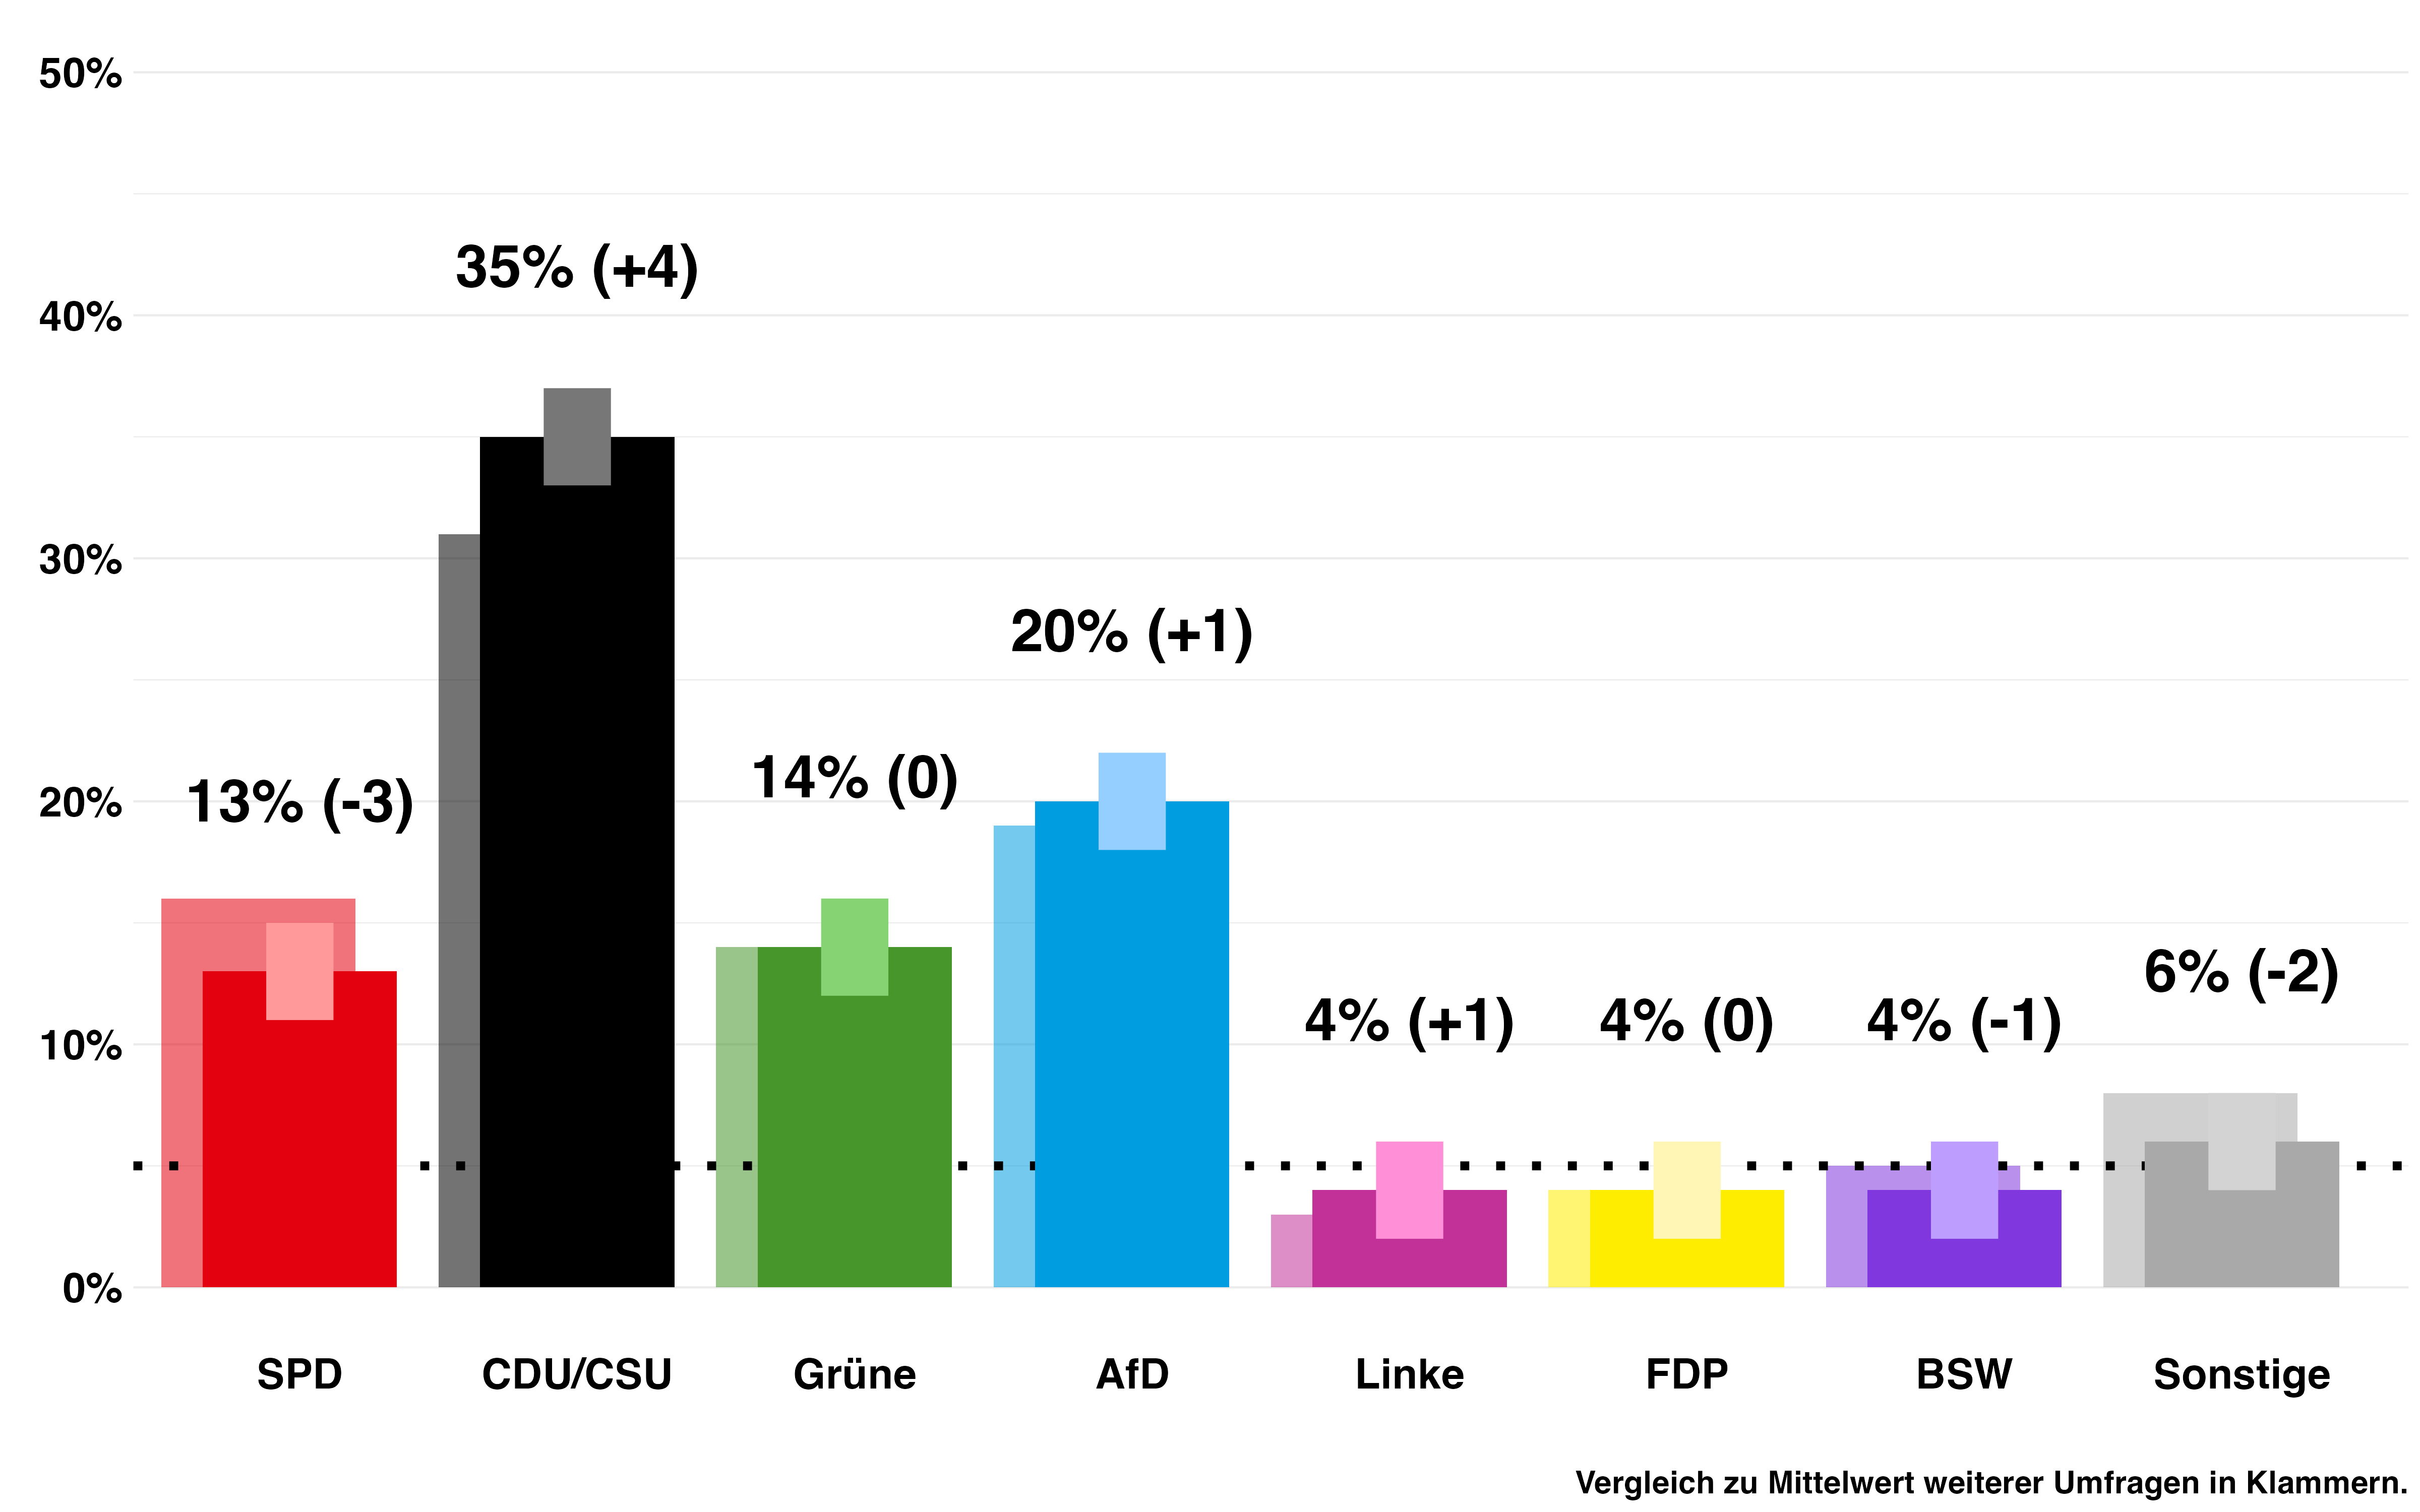 50%
40%
30%
20%
10%
0%
13% (-3)
35% (+4)
14% (0)
20% (+1)
4% (+1)
4% (0)
4% (-1)
6% (-2)
SPD
CDU/CSU
Grüne
AfD
Linke
FDP
BSW
Sonstige
Vergleich zu Mittelwert weiterer Umfragen in Klammern.